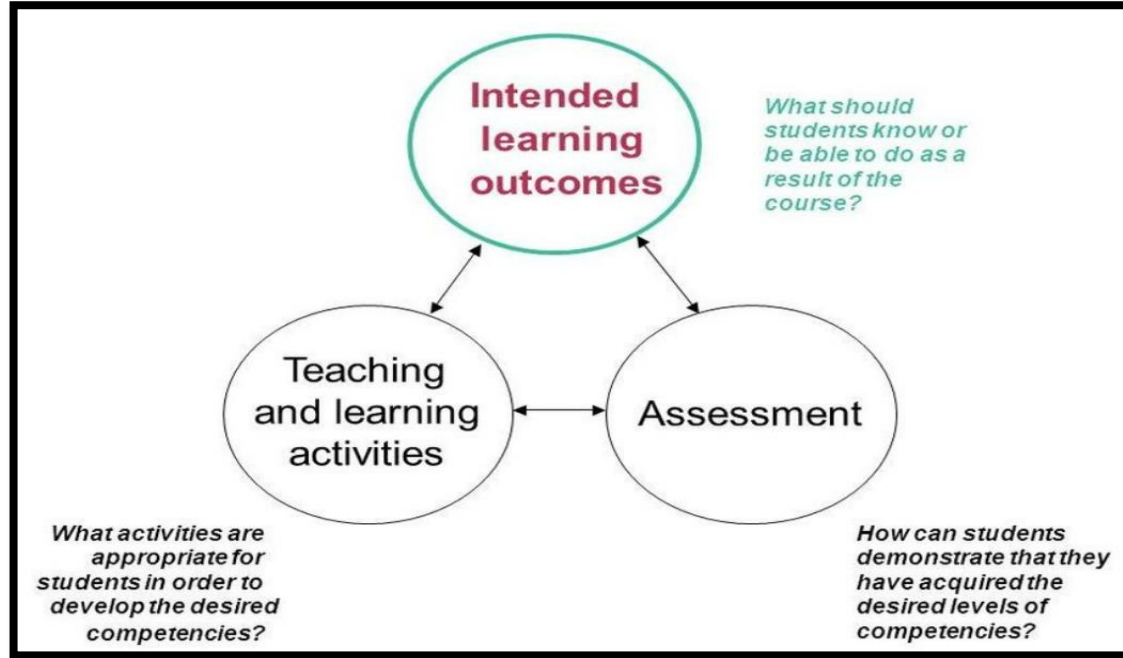 Intended
learning
outcomes
What should
students know or
be able to do as a
result of the
course?
Teaching
and learning
activities
Assessment
What activities are
appropriate for
students in order to
develop the desired
competencies?
How can students
demonstrate that they
have acquired the
desired levels of
competencies?